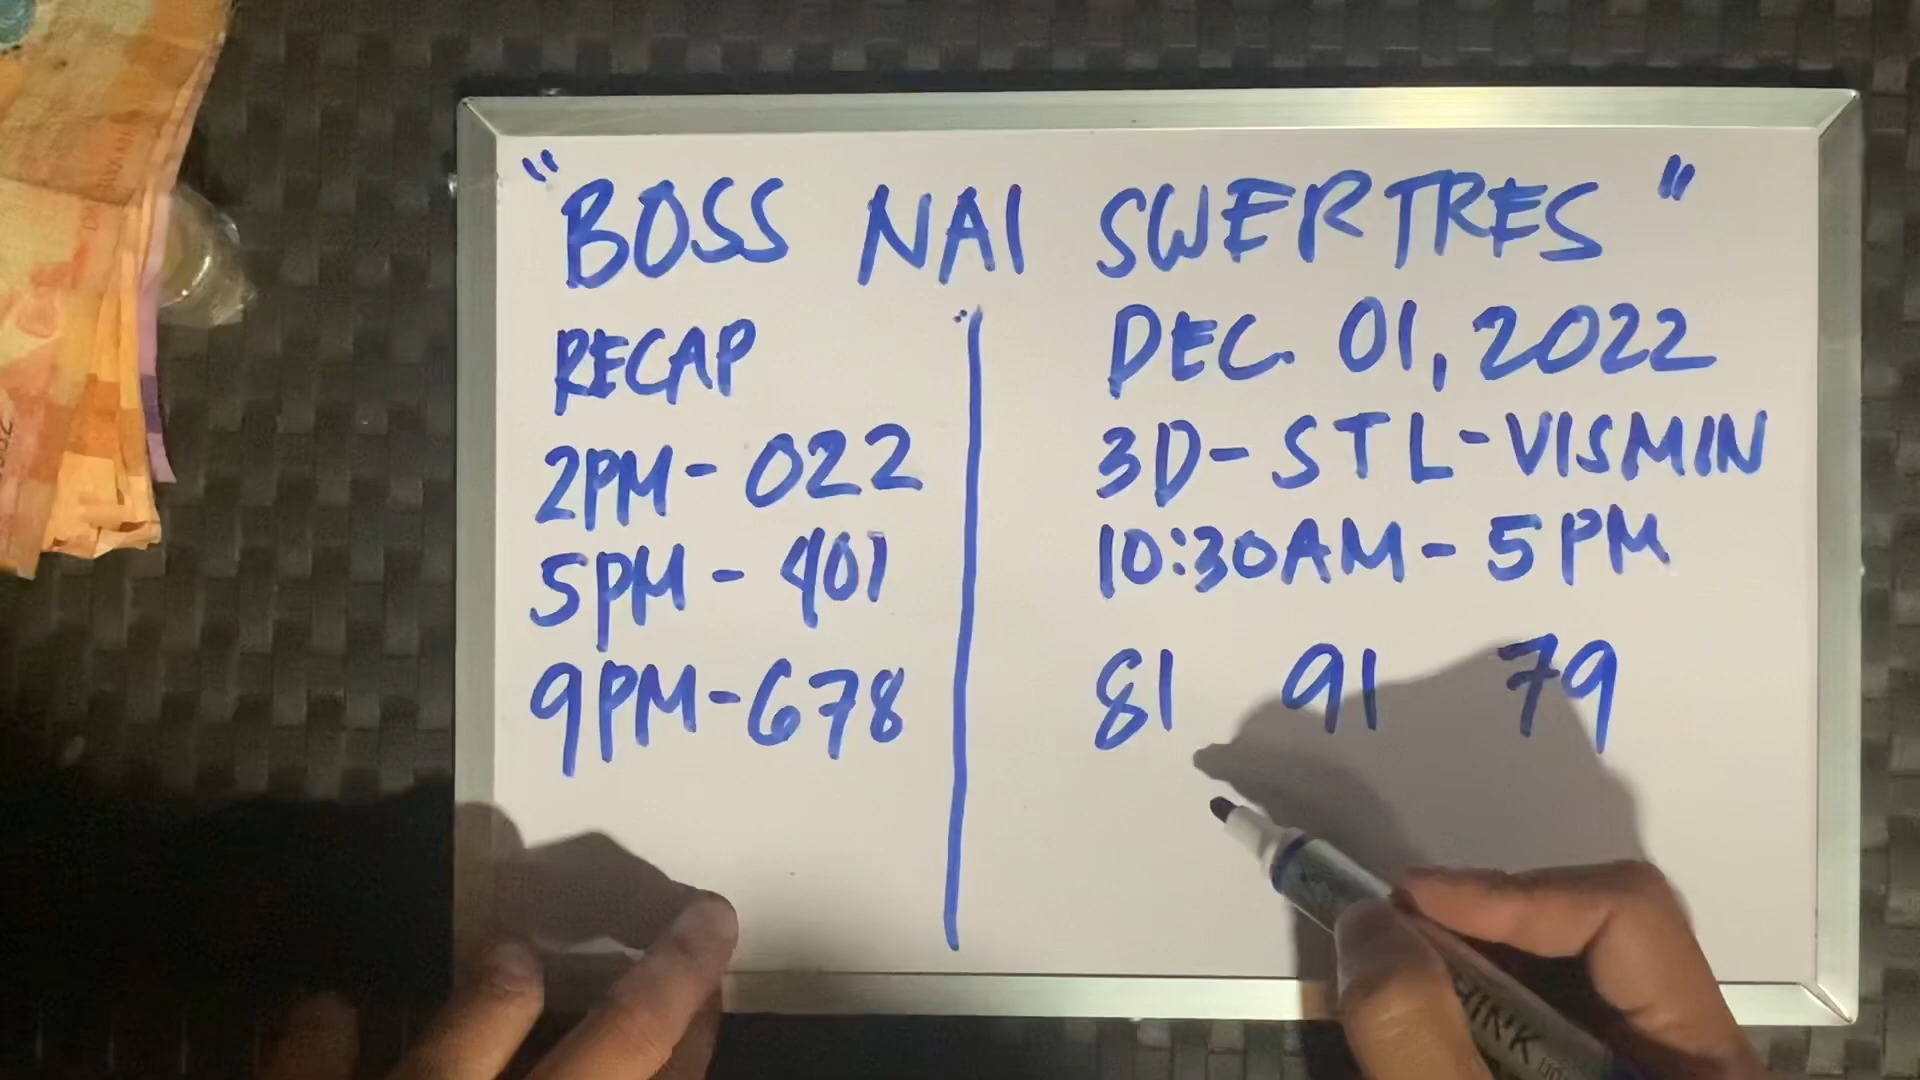 "BOSS NAI SWERTRES"
RECAP
2PM - 022
5PM - 401
9PM - 678
DEC. 01, 2022
3D - STL - VISMIN
10:30AM - 5PM
81 91 79